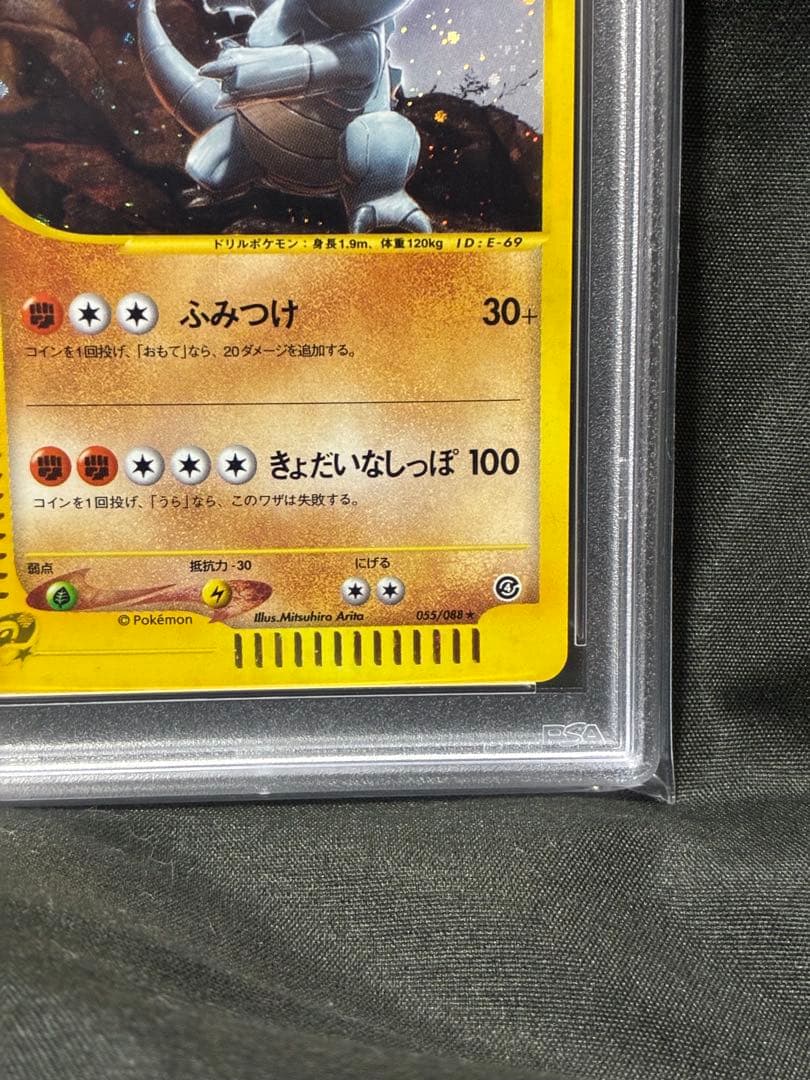 ドリルポケモン：身長1.9m、体重120kg ID:E-69
ふみつけ 30+
コインを1回投げ、「おもて」なら、20ダメージを追加する。
きょだいなしっぽ 100
コインを1回投げ、「うら」なら、このワザは失敗する。
弱点 抵抗力 -30 にげる
©Pokémon Illus.Mitsuhiro Arita 055/088★
PSA